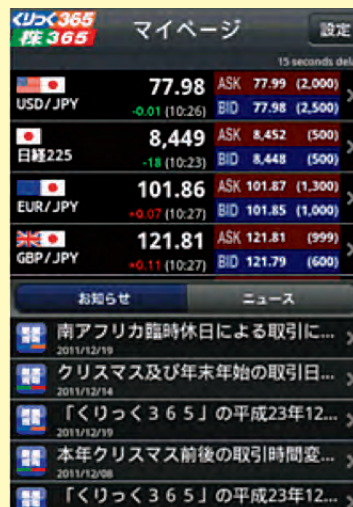 くりっく365
株365
マイページ
設定
15 seconds dela
USD/JPY
77.98
-0.01 (10:26)
ASK 77.99 (2,000)
BID 77.98 (2,500)
日経225
8,449
-18 (10:23)
ASK 8,452 (500)
BID 8,448 (500)
EUR/JPY
101.86
+0.07 (10:27)
ASK 101.87 (1,300)
BID 101.85 (1,000)
GBP/JPY
121.81
+0.11 (10:27)
ASK 121.81 (999)
BID 121.79 (600)
お知らせ
ニュース
南アフリカ臨時休日による取引に...
2011/12/19
クリスマス及び年末年始の取引日...
2011/12/14
「くりっく３６５」の平成23年12...
2011/12/19
本年クリスマス前後の取引時間変...
2011/12/08
「くりっく３６５」の平成23年12...